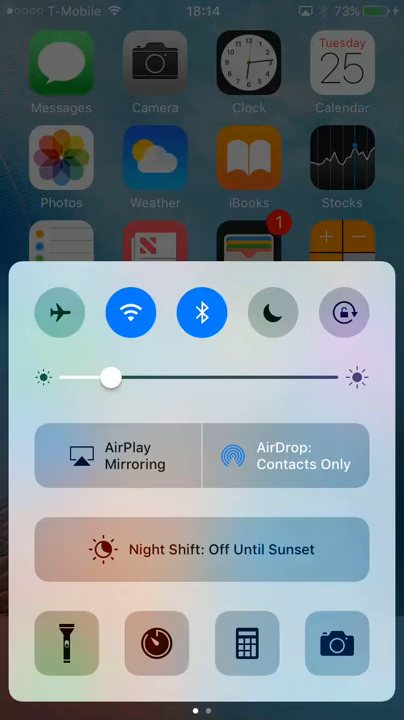 T-Mobile 18:14 73%
Messages Camera Clock Calendar
Tuesday
25
Photos Weather iBooks Stocks
1
AirPlay
Mirroring
AirDrop:
Contacts Only
Night Shift: Off Until Sunset